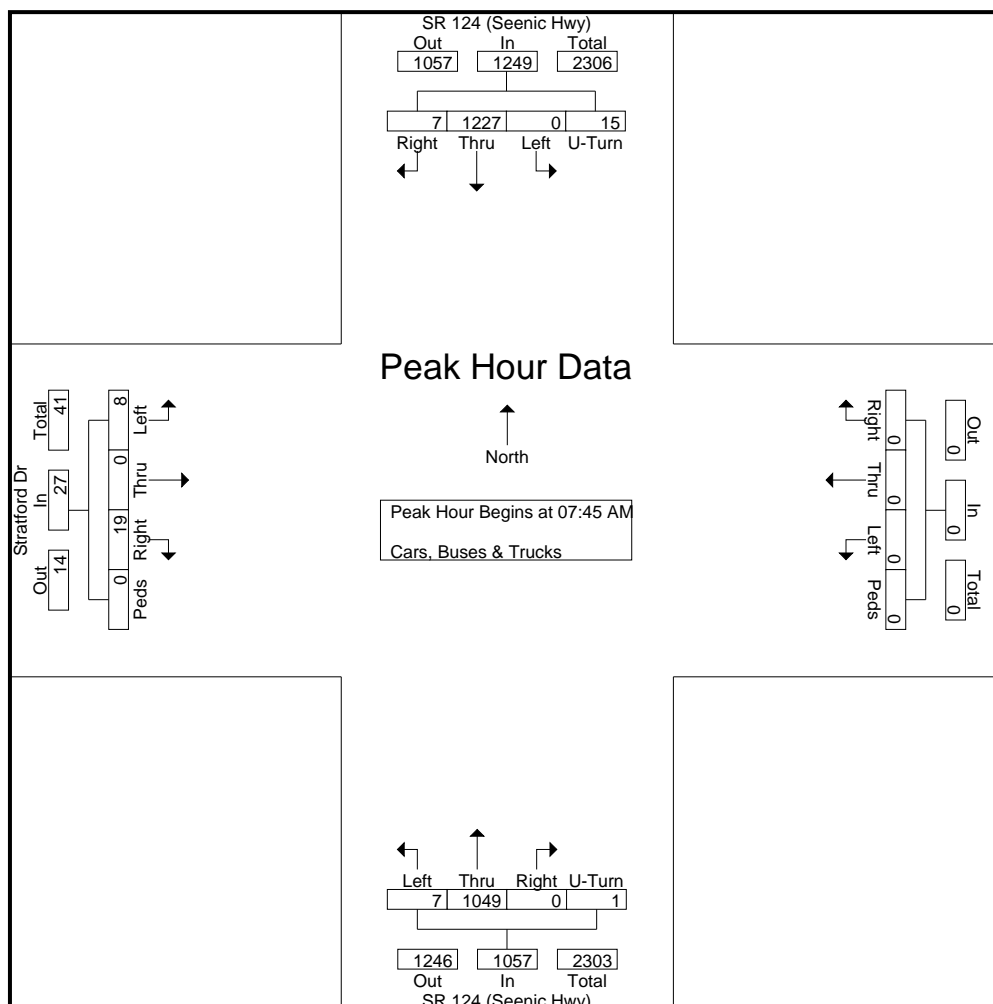 SR 124 (Seenic Hwy)
Out In Total
1057 1249 2306
7 1227 0 15
Right Thru Left U-Turn
Peak Hour Data
North
Peak Hour Begins at 07:45 AM
Cars, Buses & Trucks
Stratford Dr
Total In Out
41 27 14
8 0 19 0
Left Thru Right Peds
Right Thru Left Peds
0 0 0 0
Out In Total
0 0 0
Left Thru Right U-Turn
7 1049 0 1
1246 1057 2303
Out In Total
SR 124 (Seenic Hwy)